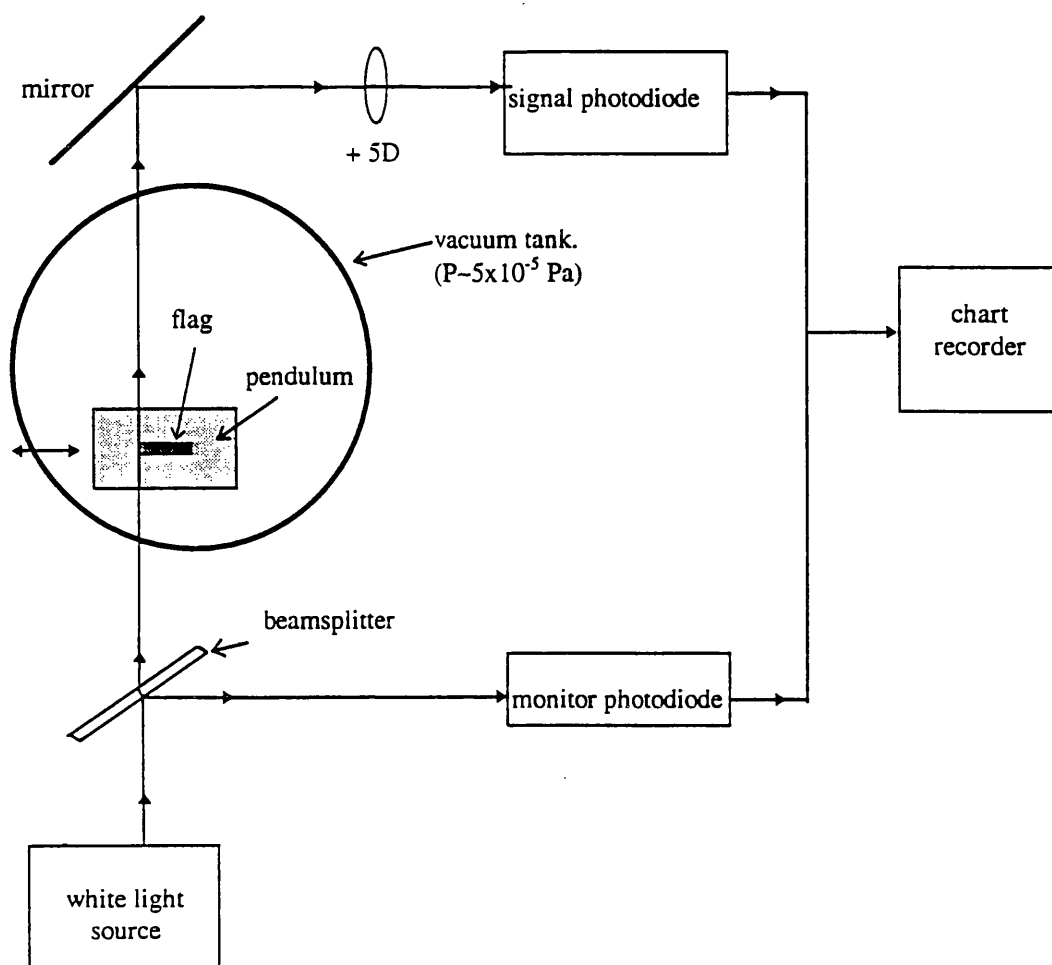 mirror
+ 5D
signal photodiode
vacuum tank.
(P~5x10⁻⁵ Pa)
flag
pendulum
chart
recorder
beamsplitter
monitor photodiode
white light
source